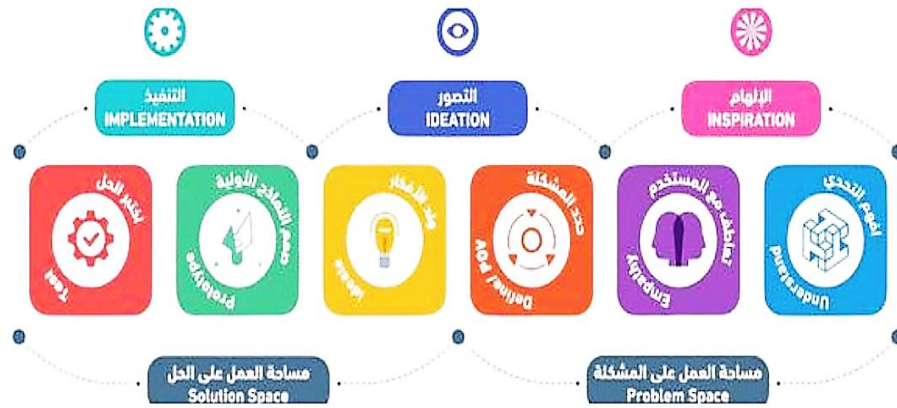 الإلهام
INSPIRATION
التصور
IDEATION
التنفيذ
IMPLEMENTATION
افهم التحدي
Understand
تعاطف مع المستخدم
Empathy
حدد المشكلة
Define/ POV
ولد الأفكار
Ideate
صمم النماذج الأولية
Prototype
اختبر الحل
Test
مساحة العمل على المشكلة
Problem Space
مساحة العمل على الحل
Solution Space